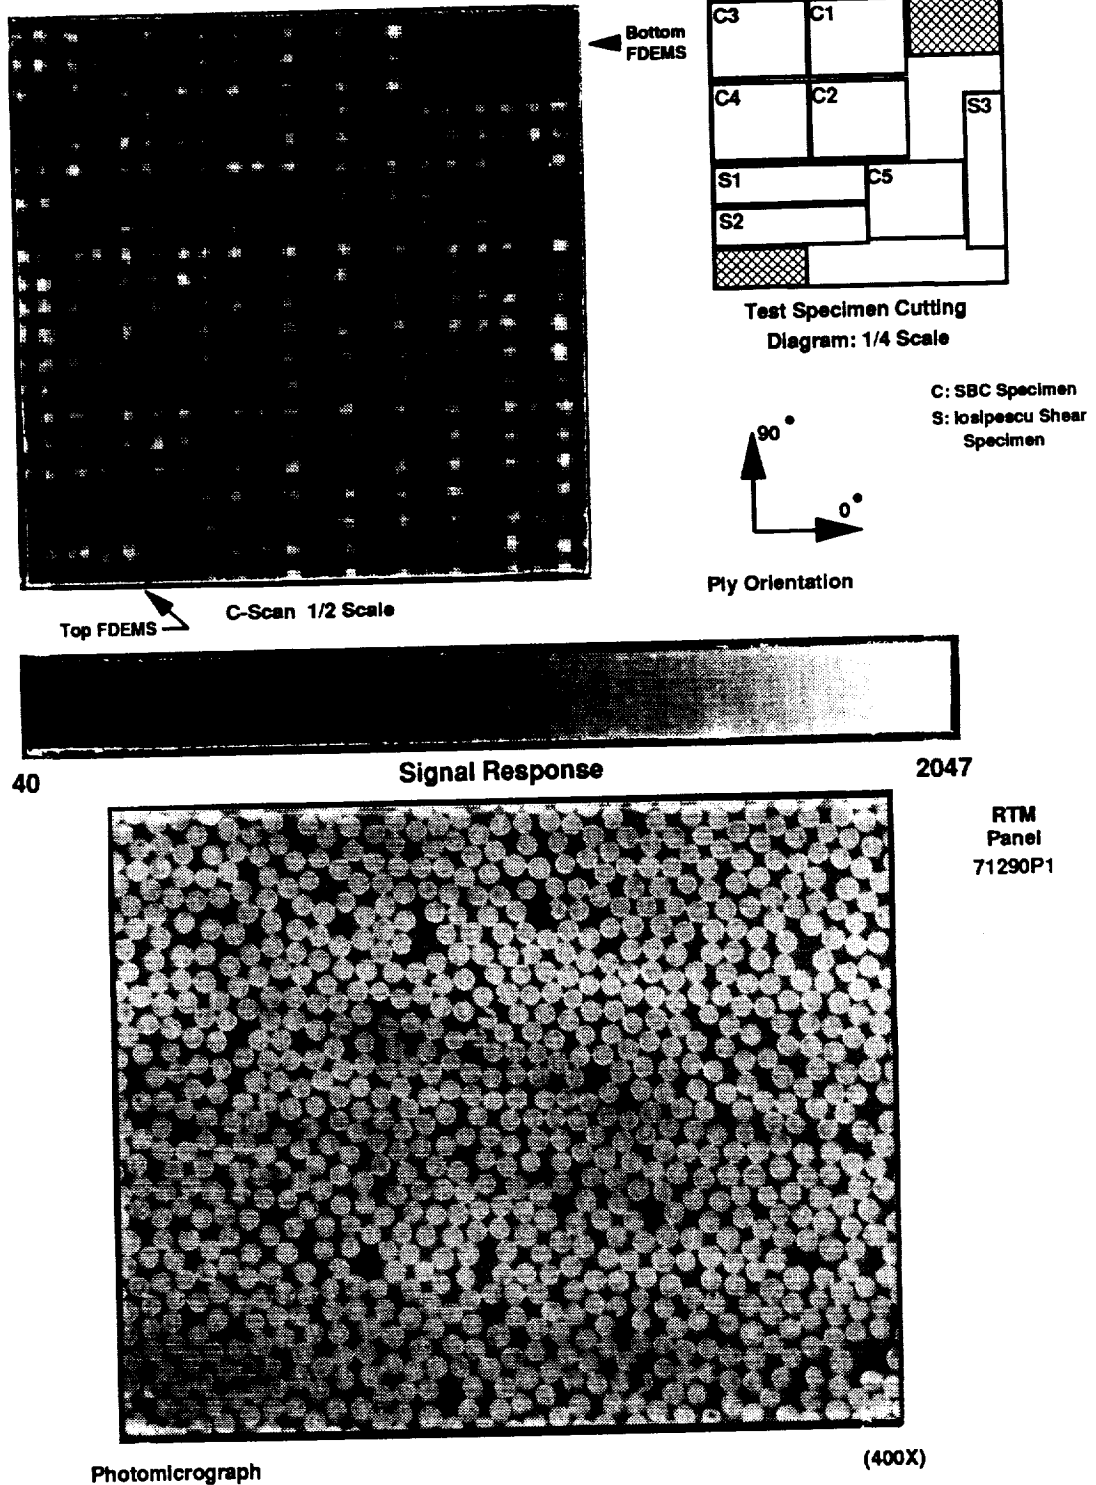 Bottom
FDEMS
C3
C1
C4
C2
S3
S1
C5
S2
Test Specimen Cutting
Diagram: 1/4 Scale
C: SBC Specimen
S: Iosipescu Shear
Specimen
90°
0°
Ply Orientation
C-Scan 1/2 Scale
Top FDEMS
40
Signal Response
2047
RTM
Panel
71290P1
Photomicrograph
(400X)